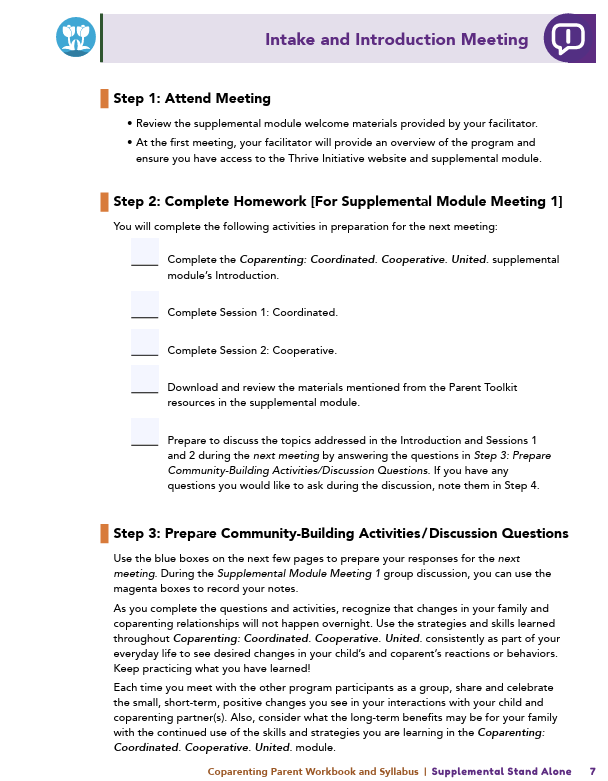 Intake and Introduction Meeting
Step 1: Attend Meeting
• Review the supplemental module welcome materials provided by your facilitator.
• At the first meeting, your facilitator will provide an overview of the program and
ensure you have access to the Thrive Initiative website and supplemental module.
Step 2: Complete Homework [For Supplemental Module Meeting 1]
You will complete the following activities in preparation for the next meeting:
Complete the Coparenting: Coordinated. Cooperative. United. supplemental
module’s Introduction.
Complete Session 1: Coordinated.
Complete Session 2: Cooperative.
Download and review the materials mentioned from the Parent Toolkit
resources in the supplemental module.
Prepare to discuss the topics addressed in the Introduction and Sessions 1
and 2 during the next meeting by answering the questions in Step 3: Prepare
Community-Building Activities/Discussion Questions. If you have any
questions you would like to ask during the discussion, note them in Step 4.
Step 3: Prepare Community-Building Activities/Discussion Questions
Use the blue boxes on the next few pages to prepare your responses for the next
meeting. During the Supplemental Module Meeting 1 group discussion, you can use the
magenta boxes to record your notes.
As you complete the questions and activities, recognize that changes in your family and
coparenting relationships will not happen overnight. Use the strategies and skills learned
throughout Coparenting: Coordinated. Cooperative. United. consistently as part of your
everyday life to see desired changes in your child’s and coparent’s reactions or behaviors.
Keep practicing what you have learned!
Each time you meet with the other program participants as a group, share and celebrate
the small, short-term, positive changes you see in your interactions with your child and
coparenting partner(s). Also, consider what the long-term benefits may be for your family
with the continued use of the skills and strategies you are learning in the Coparenting:
Coordinated. Cooperative. United. module.
Coparenting Parent Workbook and Syllabus | Supplemental Stand Alone 7